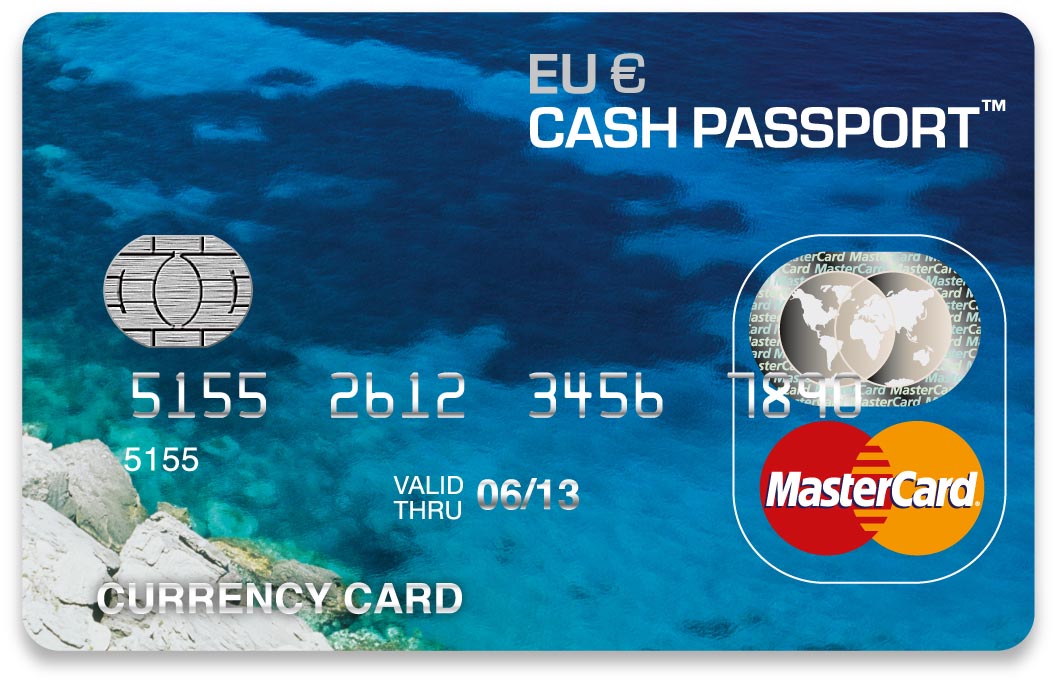 EU €
CASH PASSPORT™
5155 2612 3456 7890
5155
VALID THRU 06/13
MasterCard
CURRENCY CARD